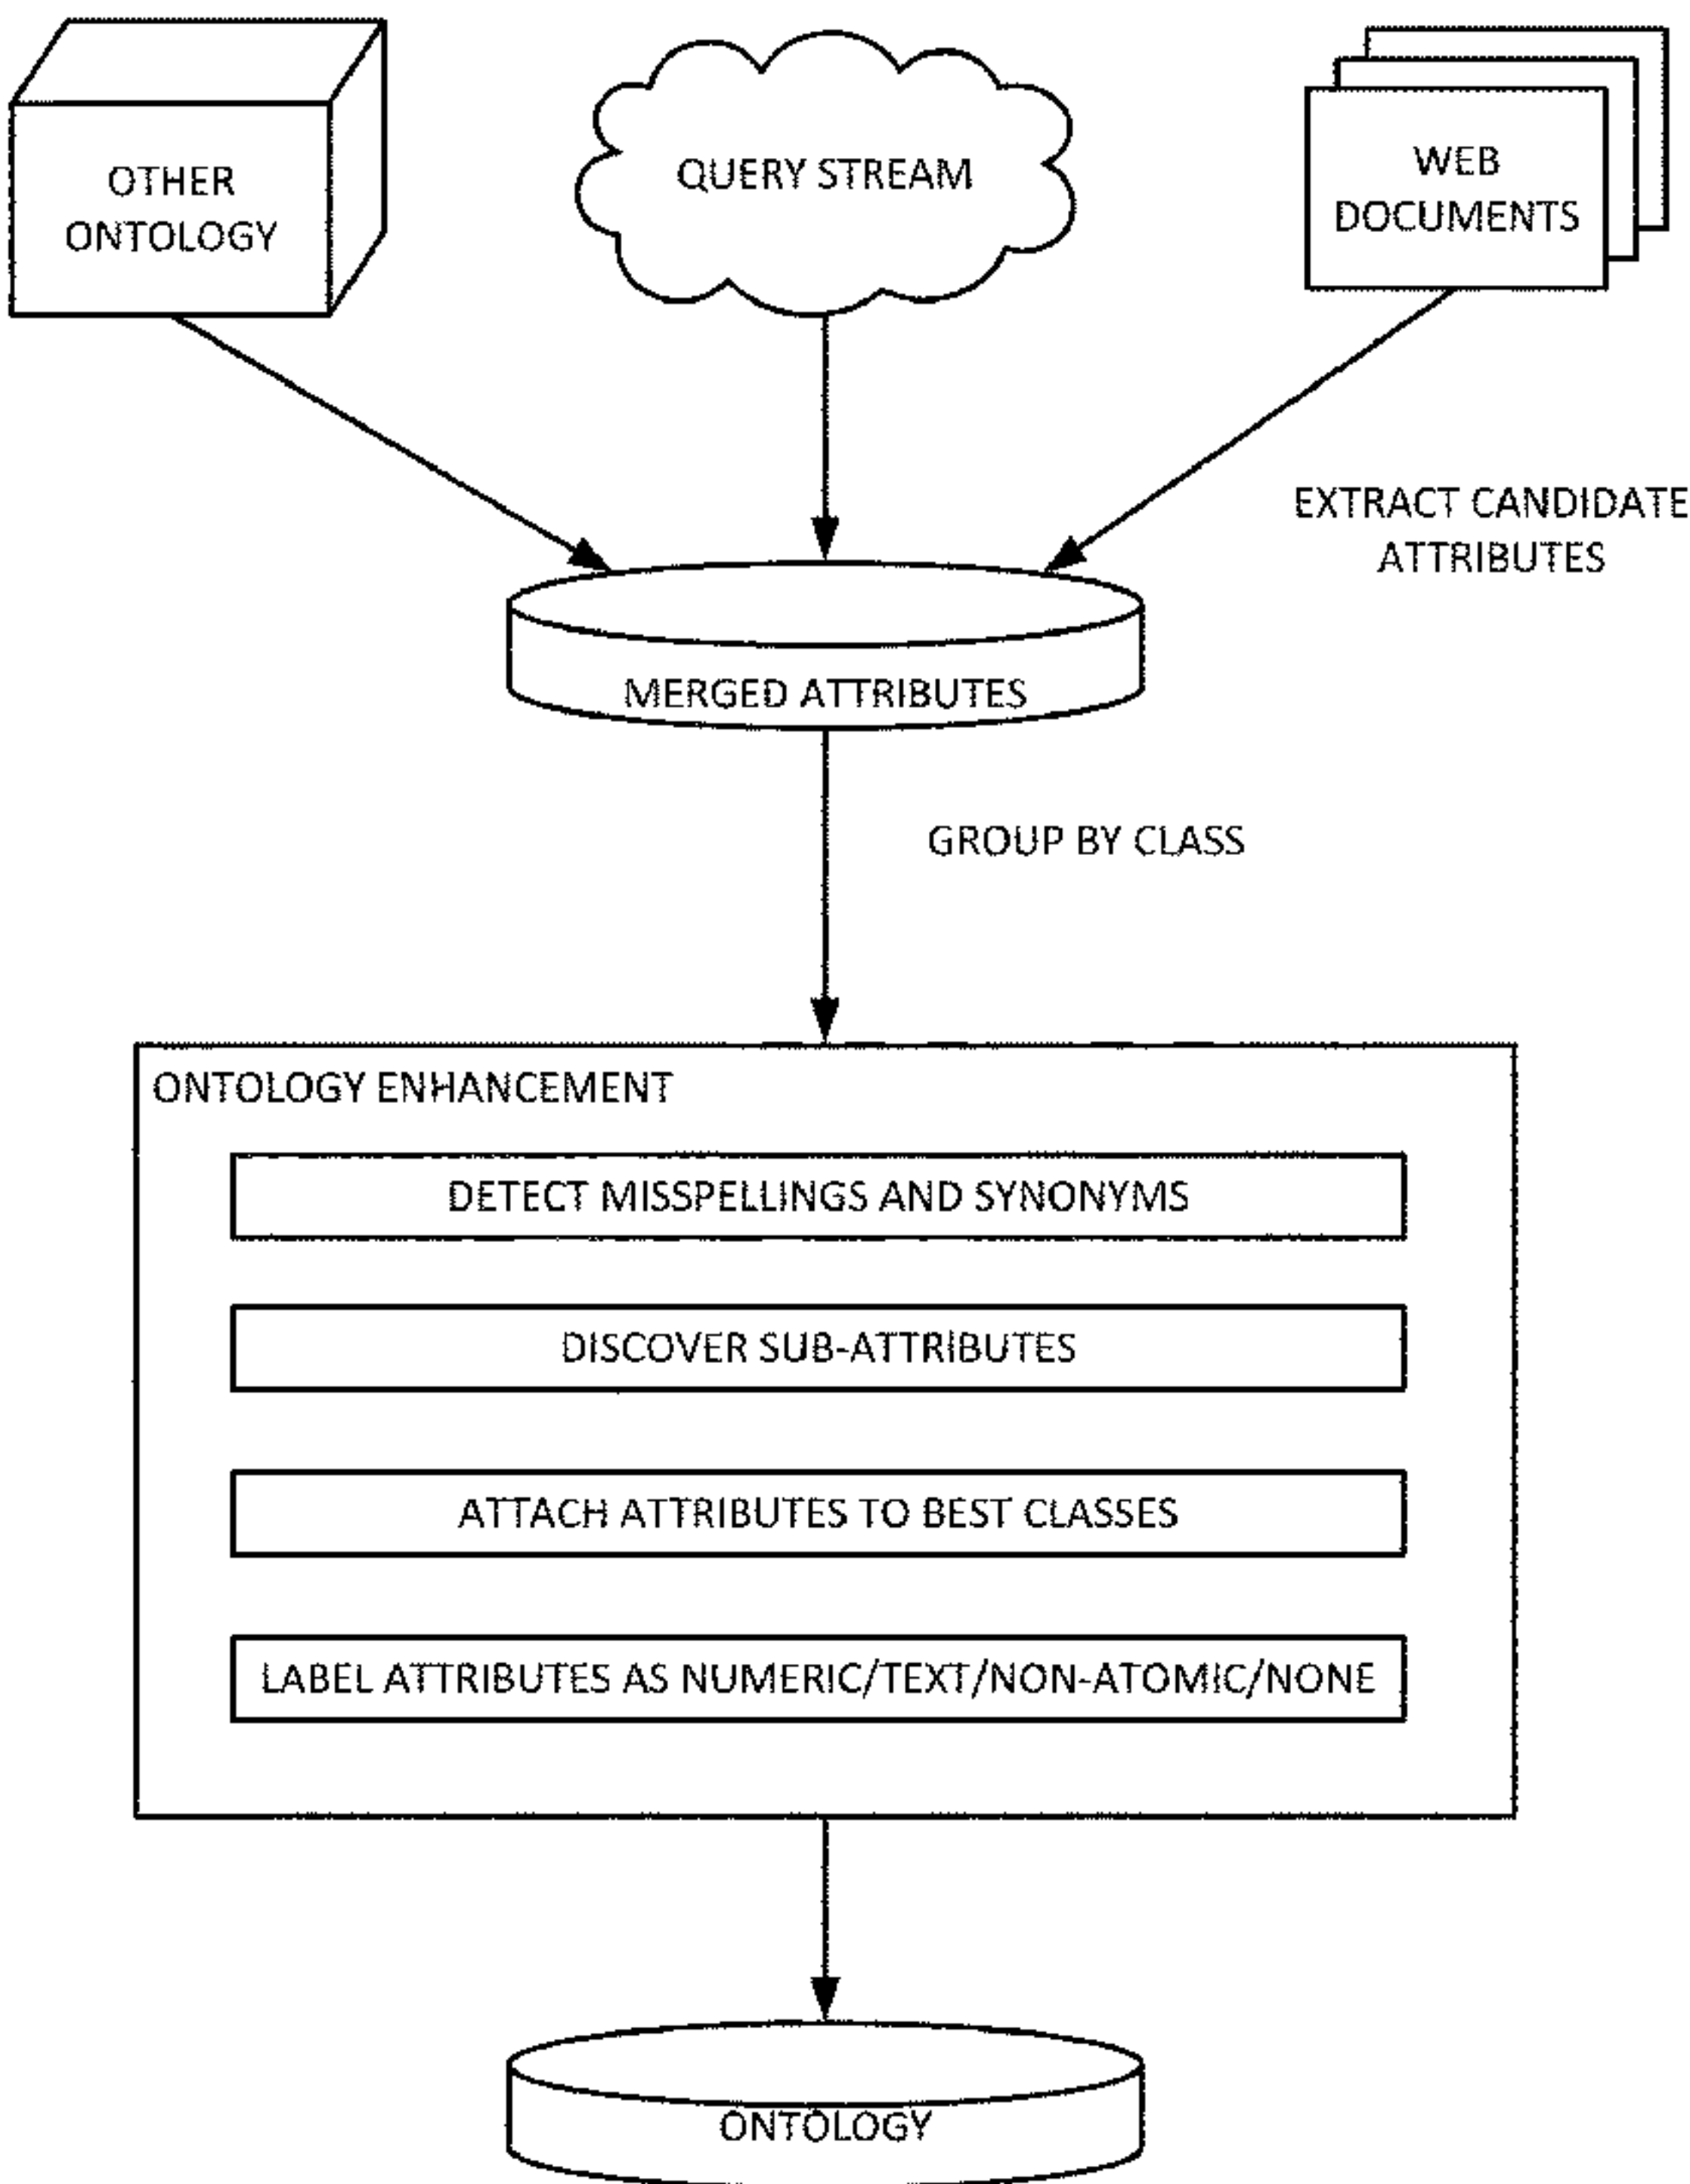 OTHER
ONTOLOGY
QUERY STREAM
WEB
DOCUMENTS
EXTRACT CANDIDATE
ATTRIBUTES
MERGED ATTRIBUTES
GROUP BY CLASS
ONTOLOGY ENHANCEMENT
DETECT MISSPELLINGS AND SYNONYMS
DISCOVER SUB-ATTRIBUTES
ATTACH ATTRIBUTES TO BEST CLASSES
LABEL ATTRIBUTES AS NUMERIC/TEXT/NON-ATOMIC/NONE
ONTOLOGY